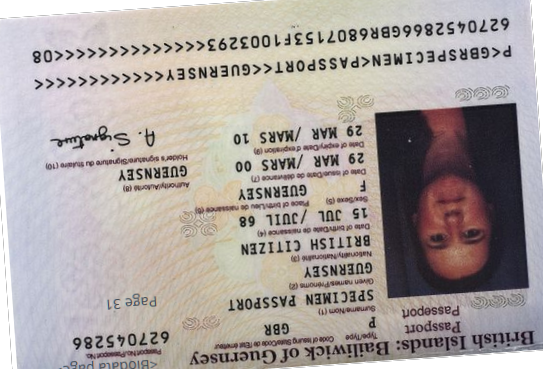 <Biodata page
British Islands: Bailiwick of Guernsey
Passport
Passeport
Type/Type Code of issuing State/Code de l'État émetteur Passport No./Passeport No.
P GBR 627045286
Surname/Nom (1)
SPECIMEN PASSPORT
Page 31
Given names/Prénoms (2)
GUERNSEY
Nationality/Nationalité (3)
BRITISH CITIZEN
Date of birth/Date de naissance (4)
15 JUL /JUIL 68
Sex/Sexe (5) Place of birth/Lieu de naissance (6)
F GUERNSEY
Date of issue/Date de délivrance (7) Authority/Autorité (8)
29 MAR /MARS 00 GUERNSEY
Date of expiry/Date d'expiration (9) Holder's signature/Signature du titulaire (10)
29 MAR /MARS 10 A. Signature
P<GBRSPECIMEN<PASSPORT<<GUERNSEY<<<<<<<<<<<<
6270452866GBR6807153F1003293<<<<<<<<<<<<<<08